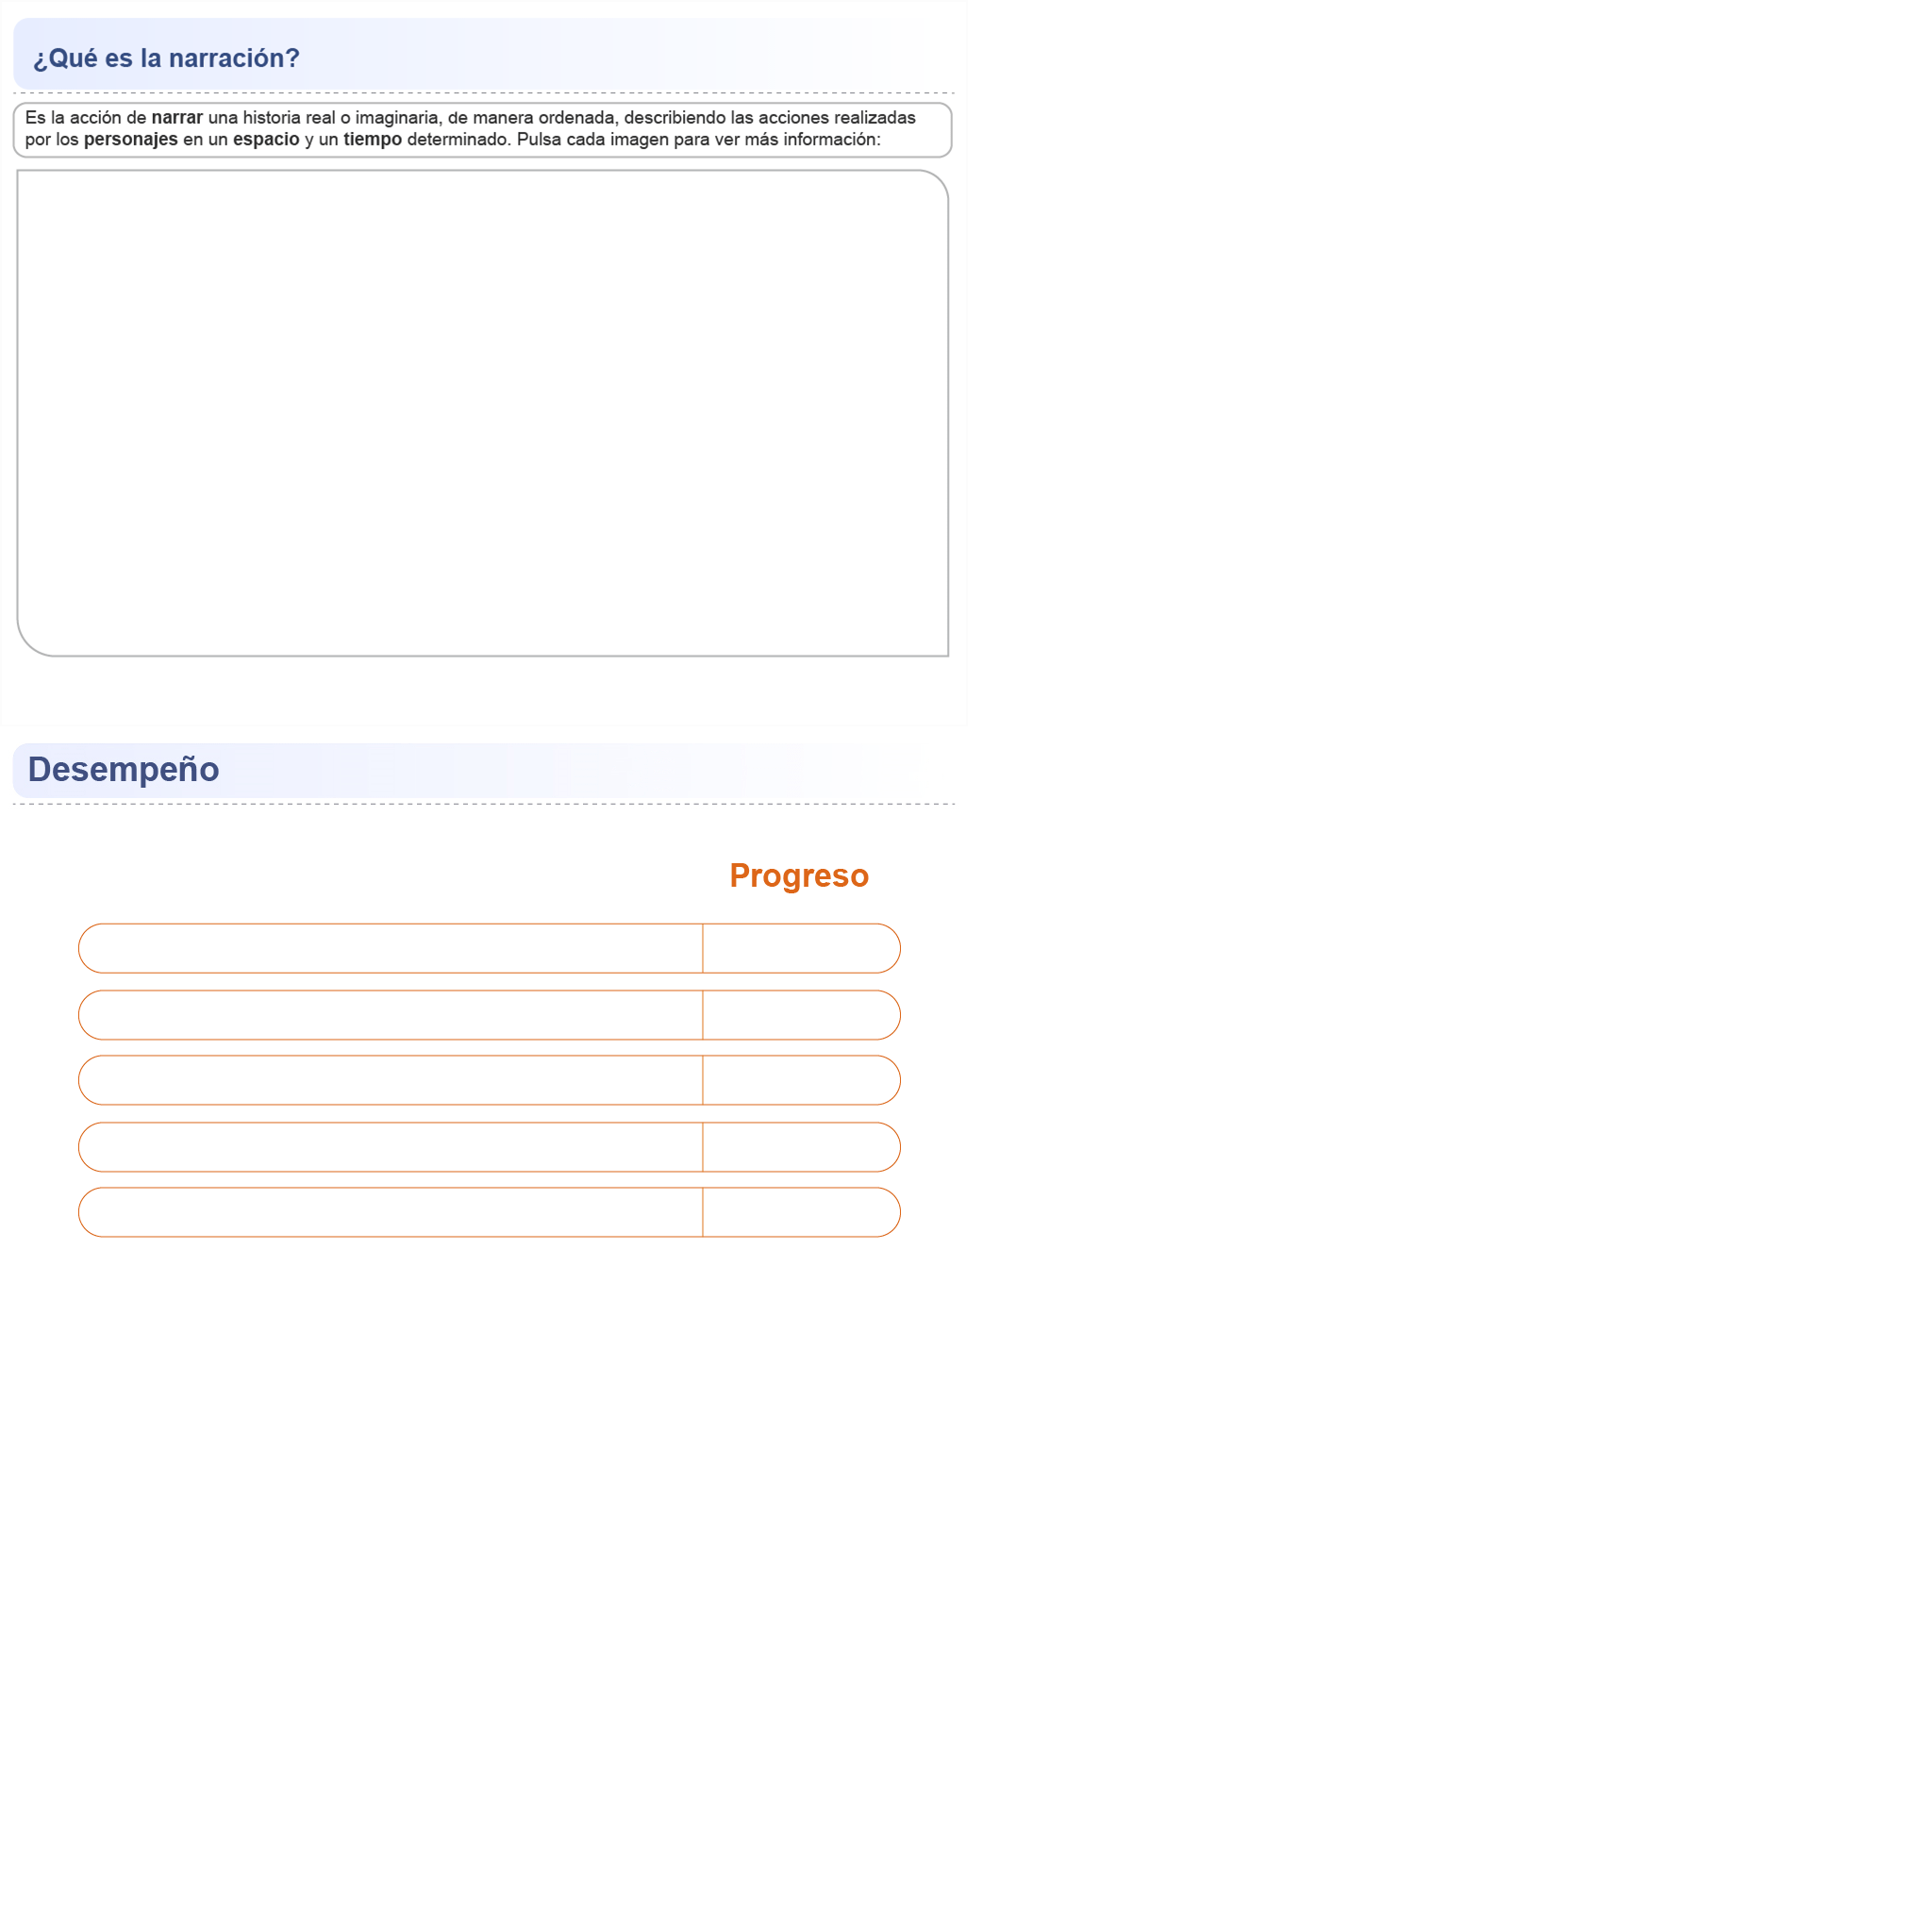 ¿Qué es la narración?
Es la acción de narrar una historia real o imaginaria, de manera ordenada, describiendo las acciones realizadas
por los personajes en un espacio y un tiempo determinado. Pulsa cada imagen para ver más información:
Desempeño
Progreso